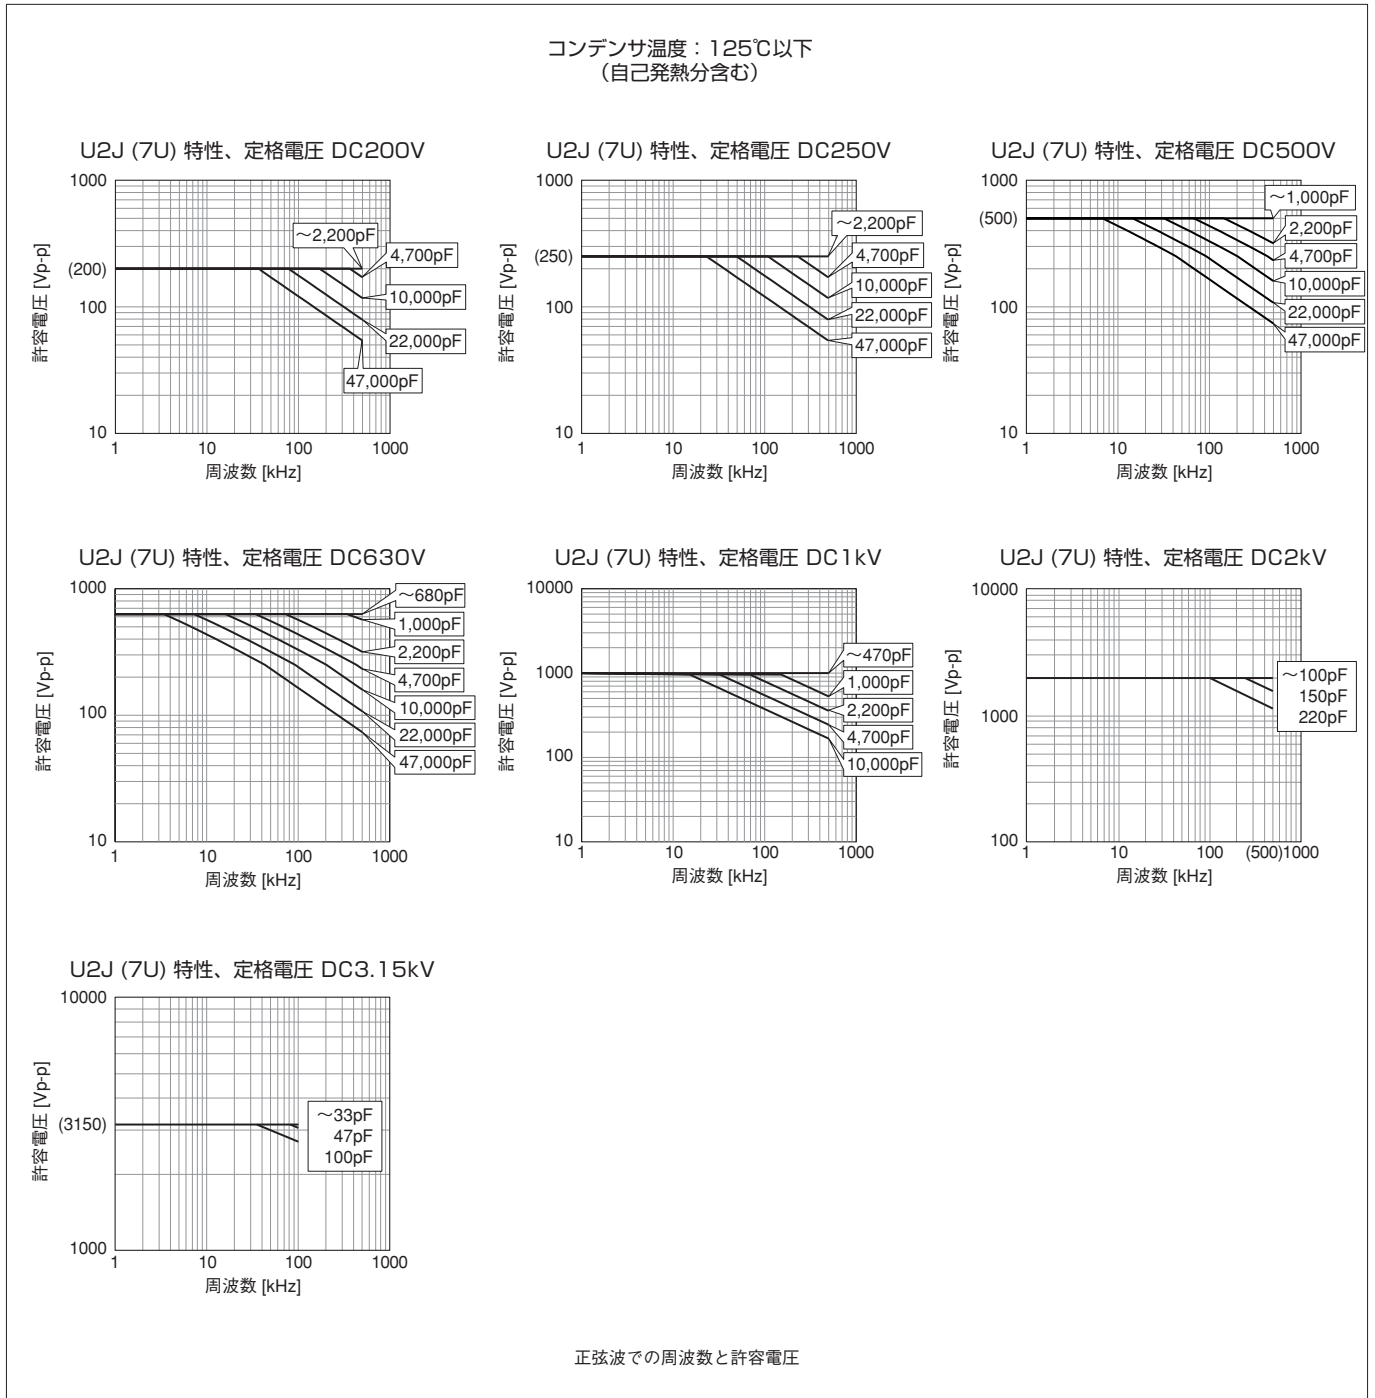 コンデンサ温度：125℃以下
（自己発熱分含む）
U2J (7U) 特性、定格電圧 DC200V
許容電圧 [Vp-p]
1000
(200)
100
10
1 10 100 1000
周波数 [kHz]
～2,200pF
4,700pF
10,000pF
22,000pF
47,000pF
U2J (7U) 特性、定格電圧 DC250V
許容電圧 [Vp-p]
1000
(250)
100
10
1 10 100 1000
周波数 [kHz]
～2,200pF
4,700pF
10,000pF
22,000pF
47,000pF
U2J (7U) 特性、定格電圧 DC500V
許容電圧 [Vp-p]
1000
(500)
100
10
1 10 100 1000
周波数 [kHz]
～1,000pF
2,200pF
4,700pF
10,000pF
22,000pF
47,000pF
U2J (7U) 特性、定格電圧 DC630V
許容電圧 [Vp-p]
1000
100
10
1 10 100 1000
周波数 [kHz]
～680pF
1,000pF
2,200pF
4,700pF
10,000pF
22,000pF
47,000pF
U2J (7U) 特性、定格電圧 DC1kV
許容電圧 [Vp-p]
10000
1000
100
10
1 10 100 1000
周波数 [kHz]
～470pF
1,000pF
2,200pF
4,700pF
10,000pF
U2J (7U) 特性、定格電圧 DC2kV
許容電圧 [Vp-p]
10000
1000
100
1 10 100 (500)1000
周波数 [kHz]
～100pF
150pF
220pF
U2J (7U) 特性、定格電圧 DC3.15kV
許容電圧 [Vp-p]
10000
(3150)
1000
1 10 100 1000
周波数 [kHz]
～33pF
47pF
100pF
正弦波での周波数と許容電圧